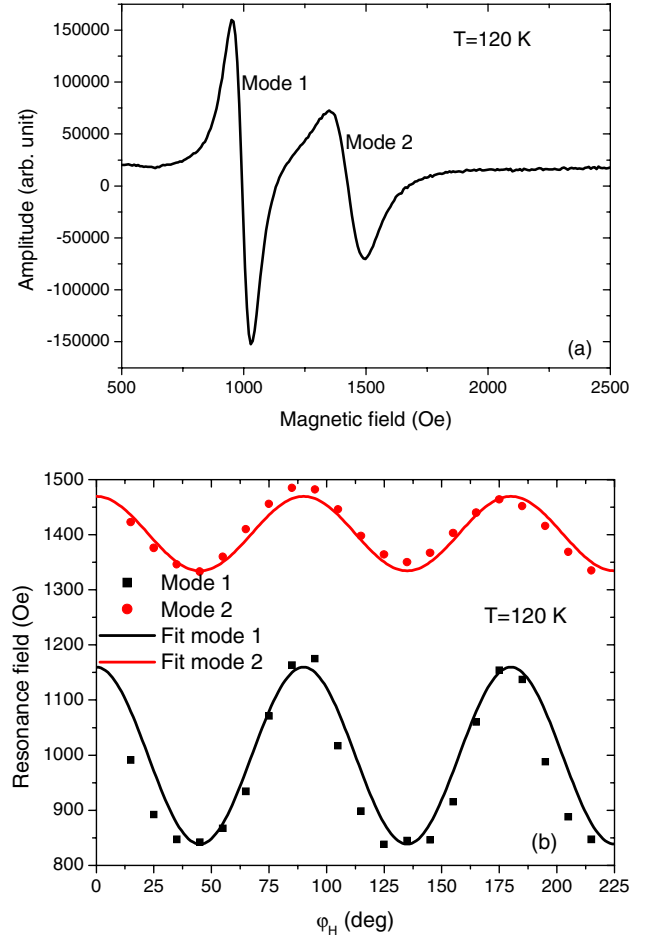 T=120 K
150000
100000
50000
0
-50000
-100000
-150000
Amplitude (arb. unit)
Mode 1
Mode 2
(a)
500
1000
1500
2000
2500
Magnetic field (Oe)
1500
1400
1300
1200
1100
1000
900
800
Resonance field (Oe)
Mode 1
Mode 2
Fit mode 1
Fit mode 2
T=120 K
(b)
0
25
50
75
100
125
150
175
200
225
φH (deg)